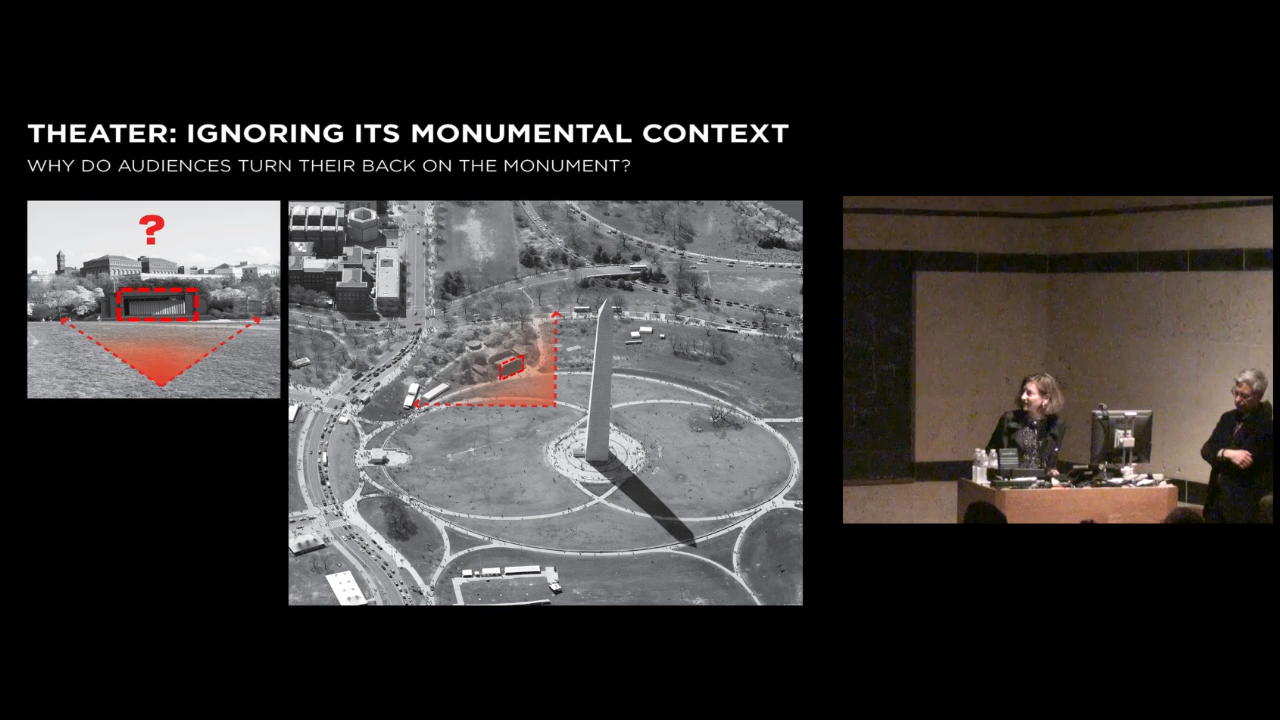 THEATER: IGNORING ITS MONUMENTAL CONTEXT
WHY DO AUDIENCES TURN THEIR BACK ON THE MONUMENT?
?